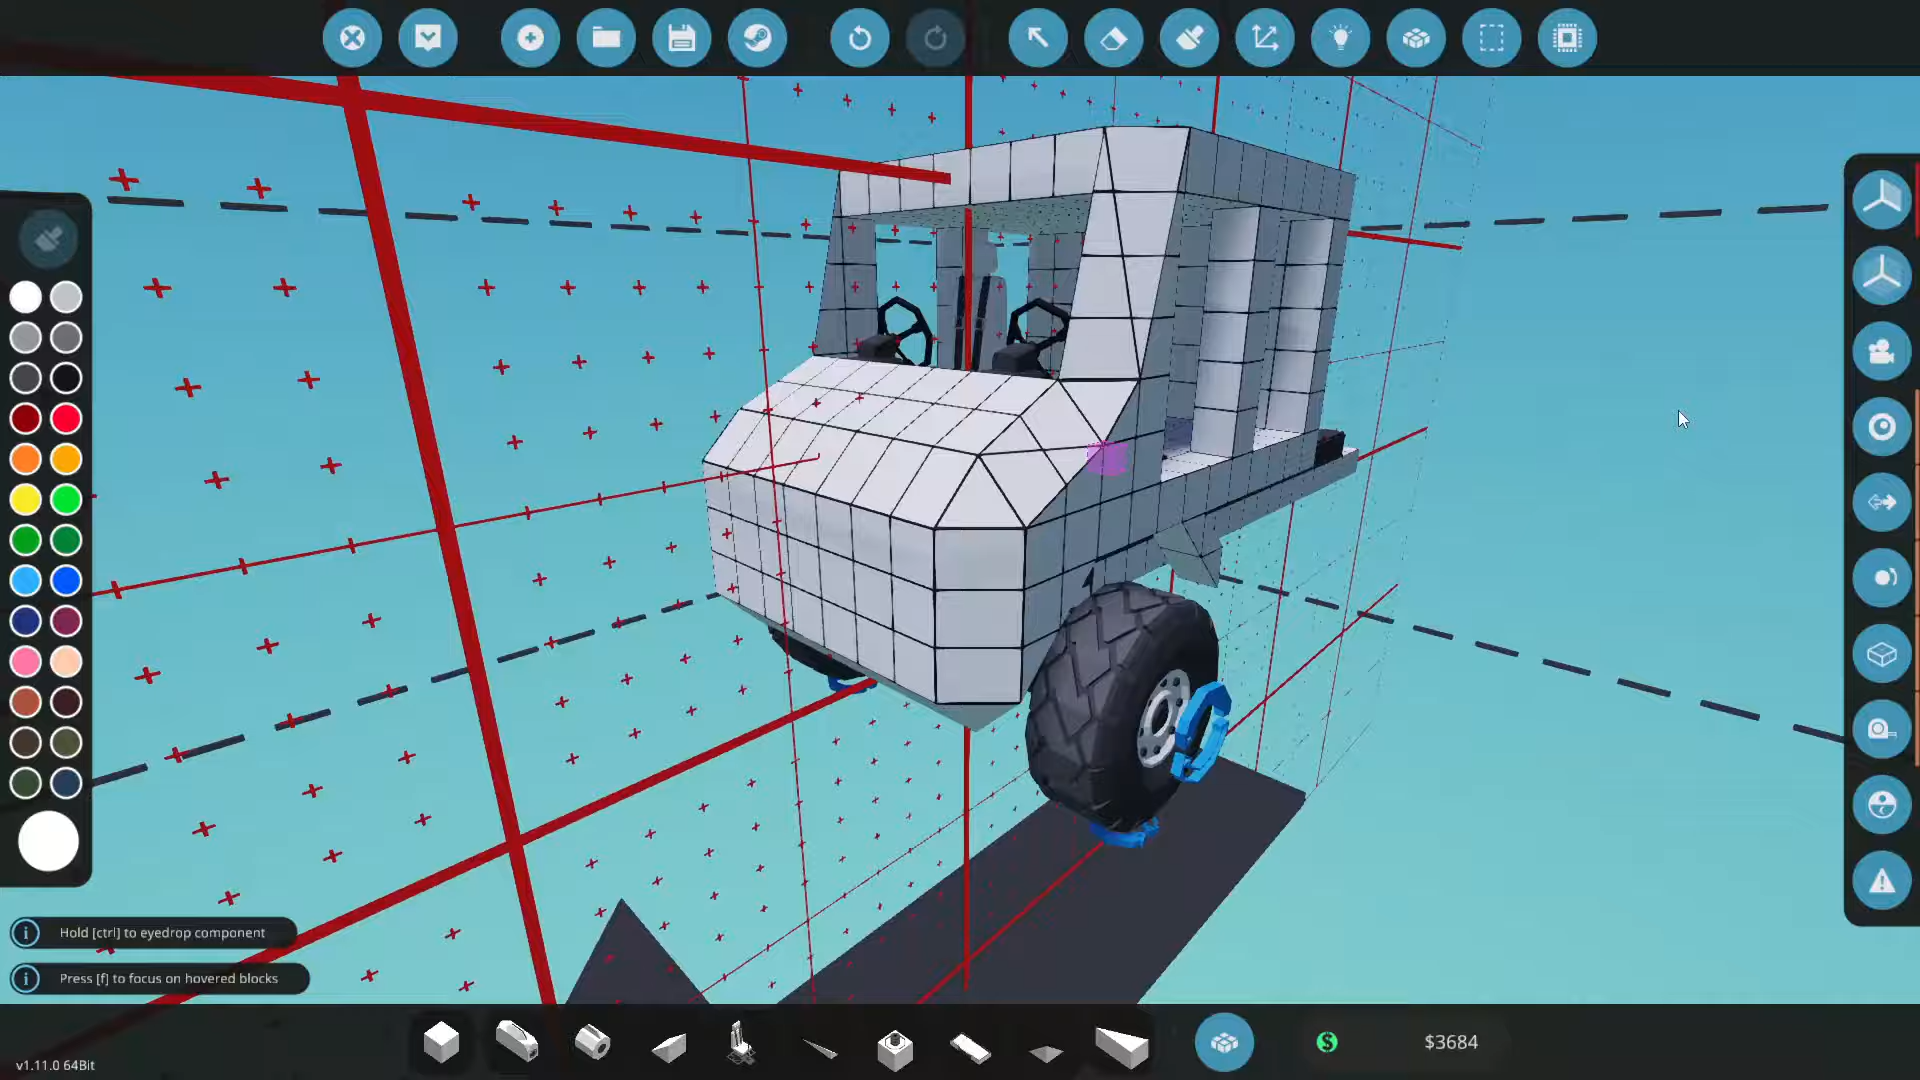 Hold [ctrl] to eyedrop component
Press [f] to focus on hovered blocks
v1.11.0 64Bit
$3684